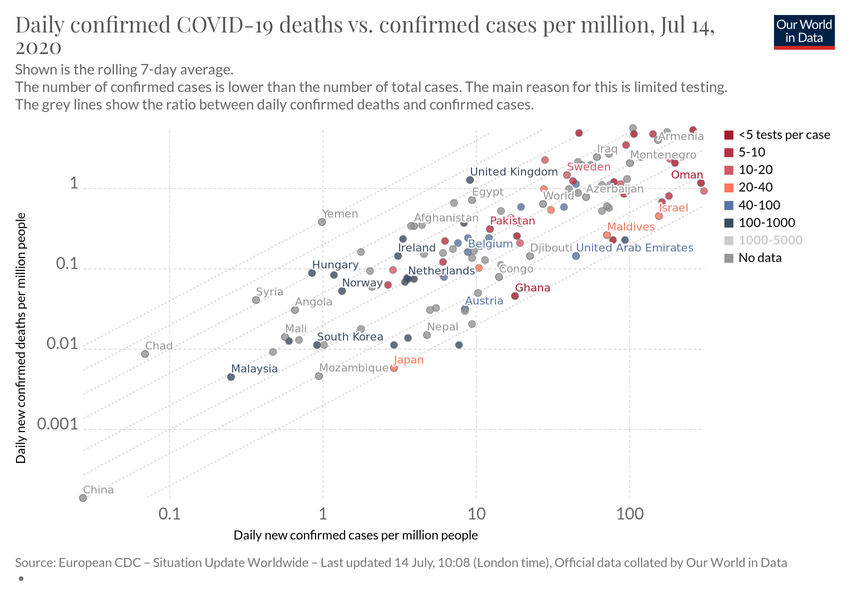 Daily confirmed COVID-19 deaths vs. confirmed cases per million, Jul 14,
2020
Our World
in Data
Shown is the rolling 7-day average.
The number of confirmed cases is lower than the number of total cases. The main reason for this is limited testing.
The grey lines show the ratio between daily confirmed deaths and confirmed cases.
Daily new confirmed deaths per million people
1
0.1
0.01
0.001
Armenia
Iraq
Montenegro
Sweden
United Kingdom
Oman
Egypt
World
Azerbaijan
Yemen
Afghanistan
Pakistan
Israel
Maldives
Ireland
Belgium
Djibouti
United Arab Emirates
Hungary
Netherlands
Congo
Norway
Syria
Ghana
Angola
Austria
Mali
South Korea
Nepal
Chad
Japan
Malaysia
Mozambique
China
0.1
1
10
100
Daily new confirmed cases per million people
<5 tests per case
5-10
10-20
20-40
40-100
100-1000
1000-5000
No data
Source: European CDC – Situation Update Worldwide – Last updated 14 July, 10:08 (London time), Official data collated by Our World in Data